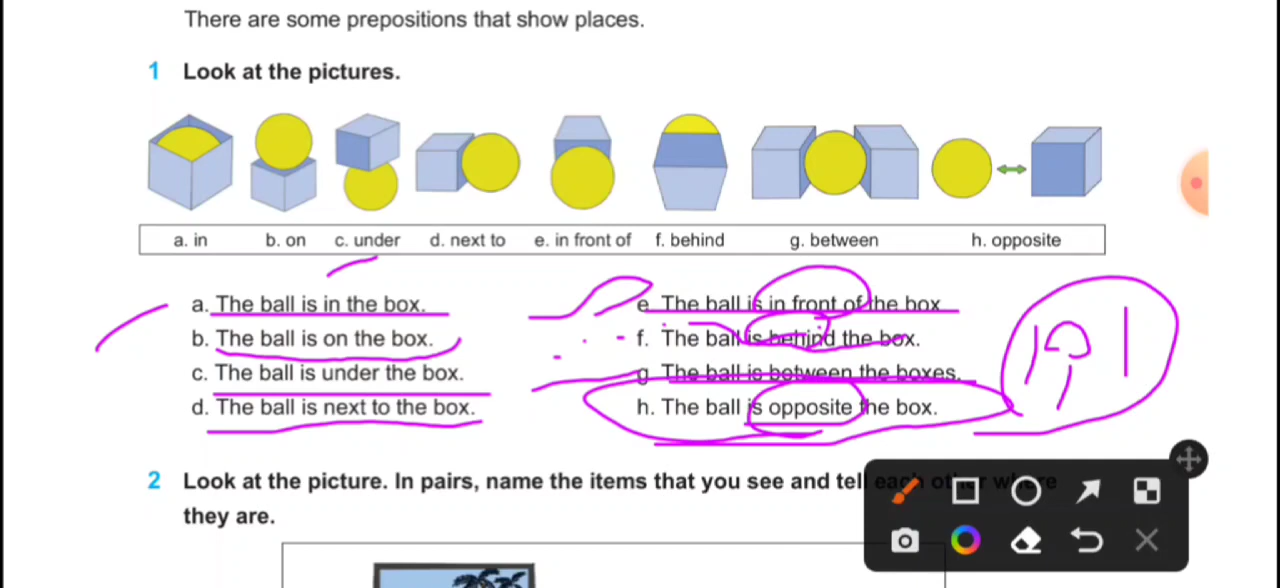 There are some prepositions that show places.
1 Look at the pictures.
a. in b. on c. under d. next to e. in front of f. behind g. between h. opposite
a. The ball is in the box.
b. The ball is on the box.
c. The ball is under the box.
d. The ball is next to the box.
e. The ball is in front of the box
f. The ball is behind the box.
g. The ball is between the boxes.
h. The ball is opposite the box.
2 Look at the picture. In pairs, name the items that you see and tell each other where
they are.